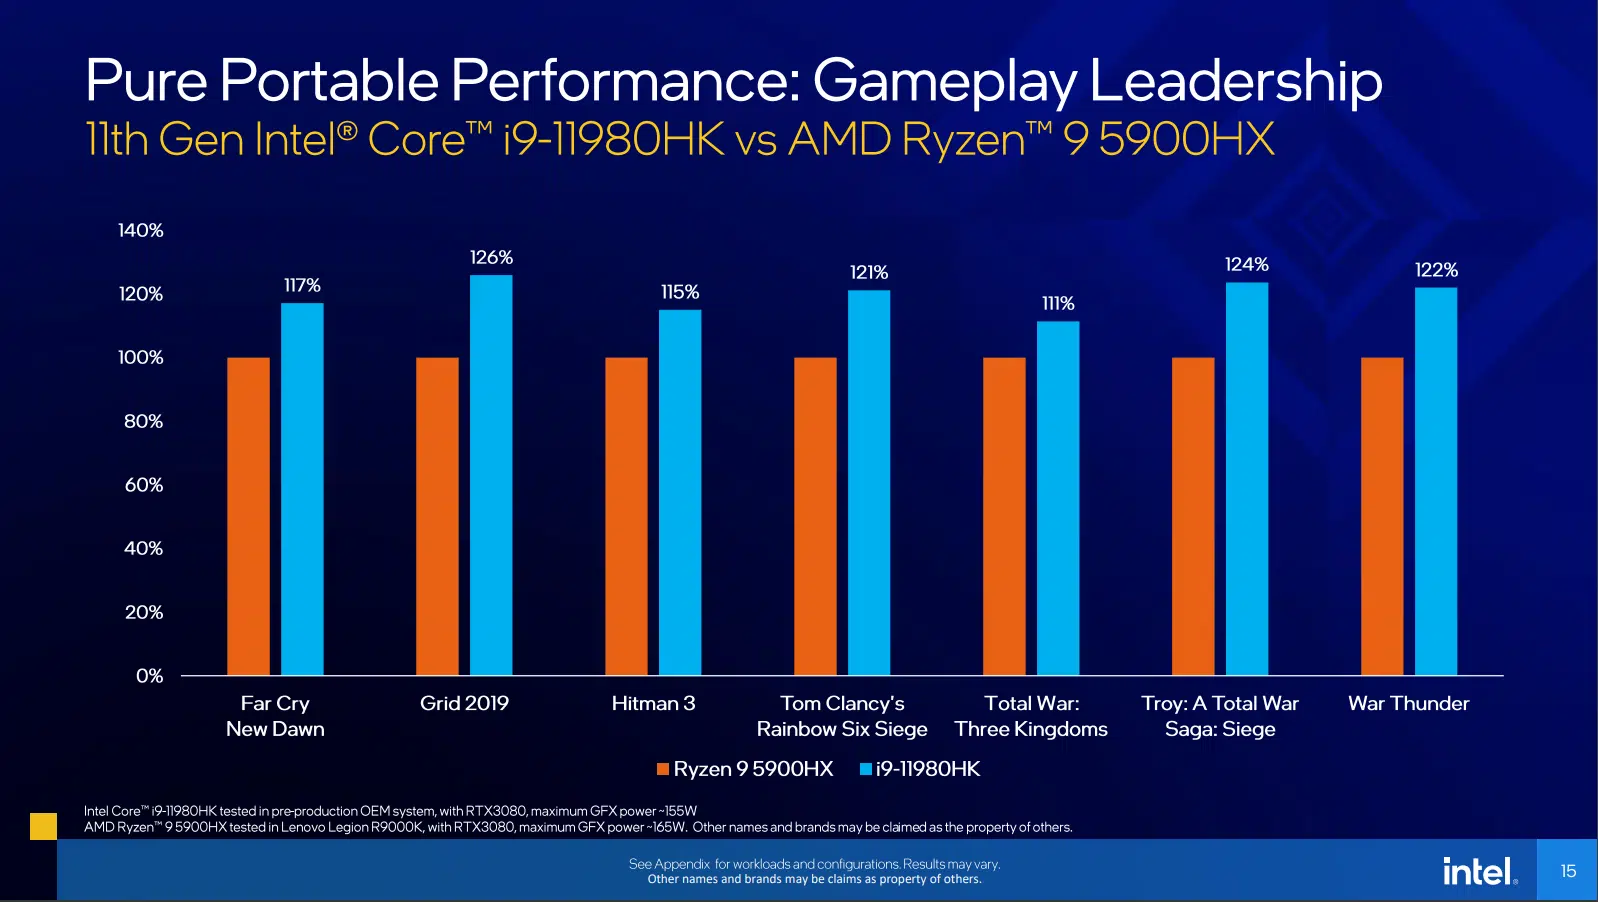 Pure Portable Performance: Gameplay Leadership
11th Gen Intel® Core™ i9-11980HK vs AMD Ryzen™ 9 5900HX
140%
120%
100%
80%
60%
40%
20%
0%
117%
126%
115%
121%
111%
124%
122%
Far Cry
New Dawn
Grid 2019
Hitman 3
Tom Clancy's
Rainbow Six Siege
Total War:
Three Kingdoms
Troy: A Total War
Saga: Siege
War Thunder
Ryzen 9 5900HX
i9-11980HK
Intel Core™ i9-11980HK tested in pre-production OEM system, with RTX3080, maximum GFX power ~155W
AMD Ryzen™ 9 5900HX tested in Lenovo Legion R9000K, with RTX3080, maximum GFX power ~165W. Other names and brands may be claimed as the property of others.
See Appendix for workloads and configurations. Results may vary.
Other names and brands may be claims as property of others.
intel®
15